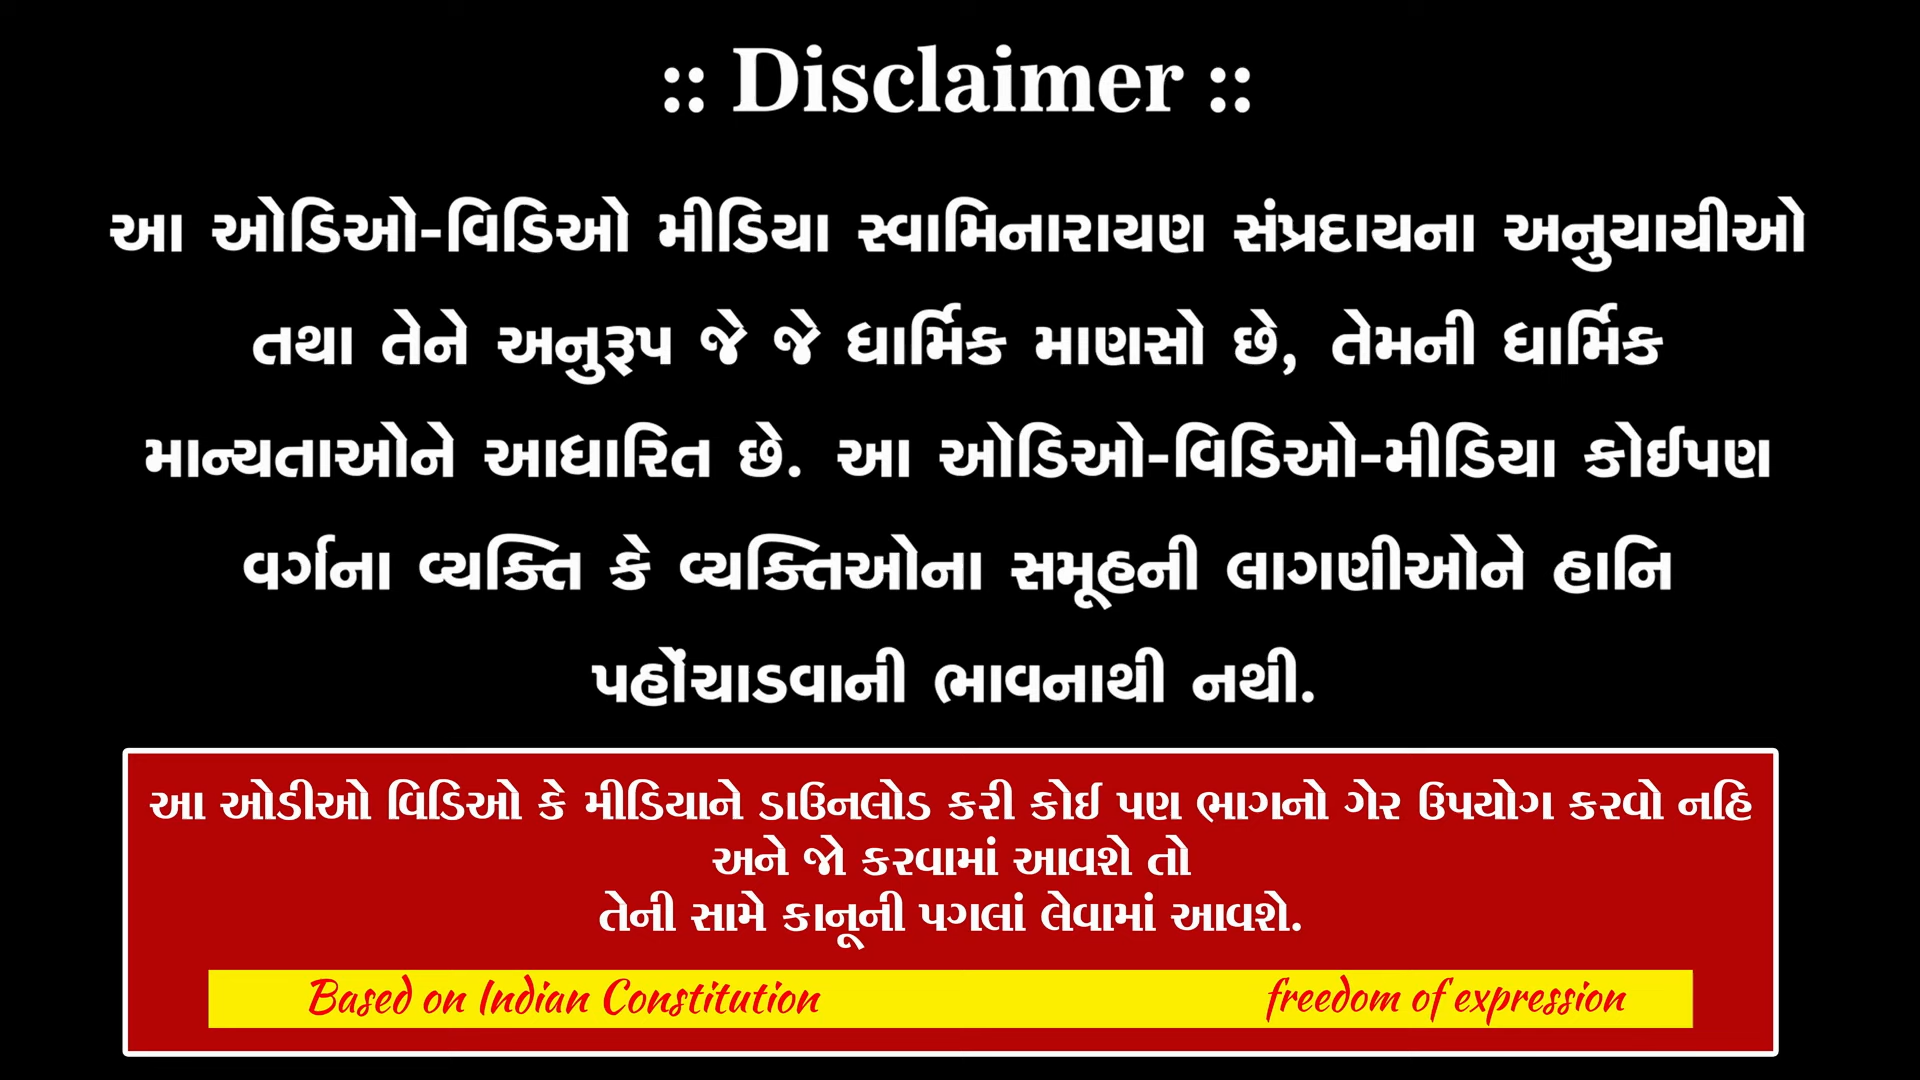 :: Disclaimer ::
આ ઓડિઓ-વિડિઓ મીડિયા સ્વામિનારાયણ સંપ્રદાયના અનુયાયીઓ
તથા તેને અનુરૂપ જે જે ધાર્મિક માણસો છે, તેમની ધાર્મિક
માન્યતાઓને આધારિત છે. આ ઓડિઓ-વિડિઓ-મીડિયા કોઈપણ
વર્ગના વ્યક્તિ કે વ્યક્તિઓના સમૂહની લાગણીઓને હાનિ
પહોંચાડવાની ભાવનાથી નથી.
આ ઓડીઓ વિડિઓ કે મીડિયાને ડાઉનલોડ કરી કોઈ પણ ભાગનો ગેર ઉપયોગ કરવો નહિ
અને જો કરવામાં આવશે તો
તેની સામે કાનૂની પગલાં લેવામાં આવશે.
Based on Indian Constitution freedom of expression